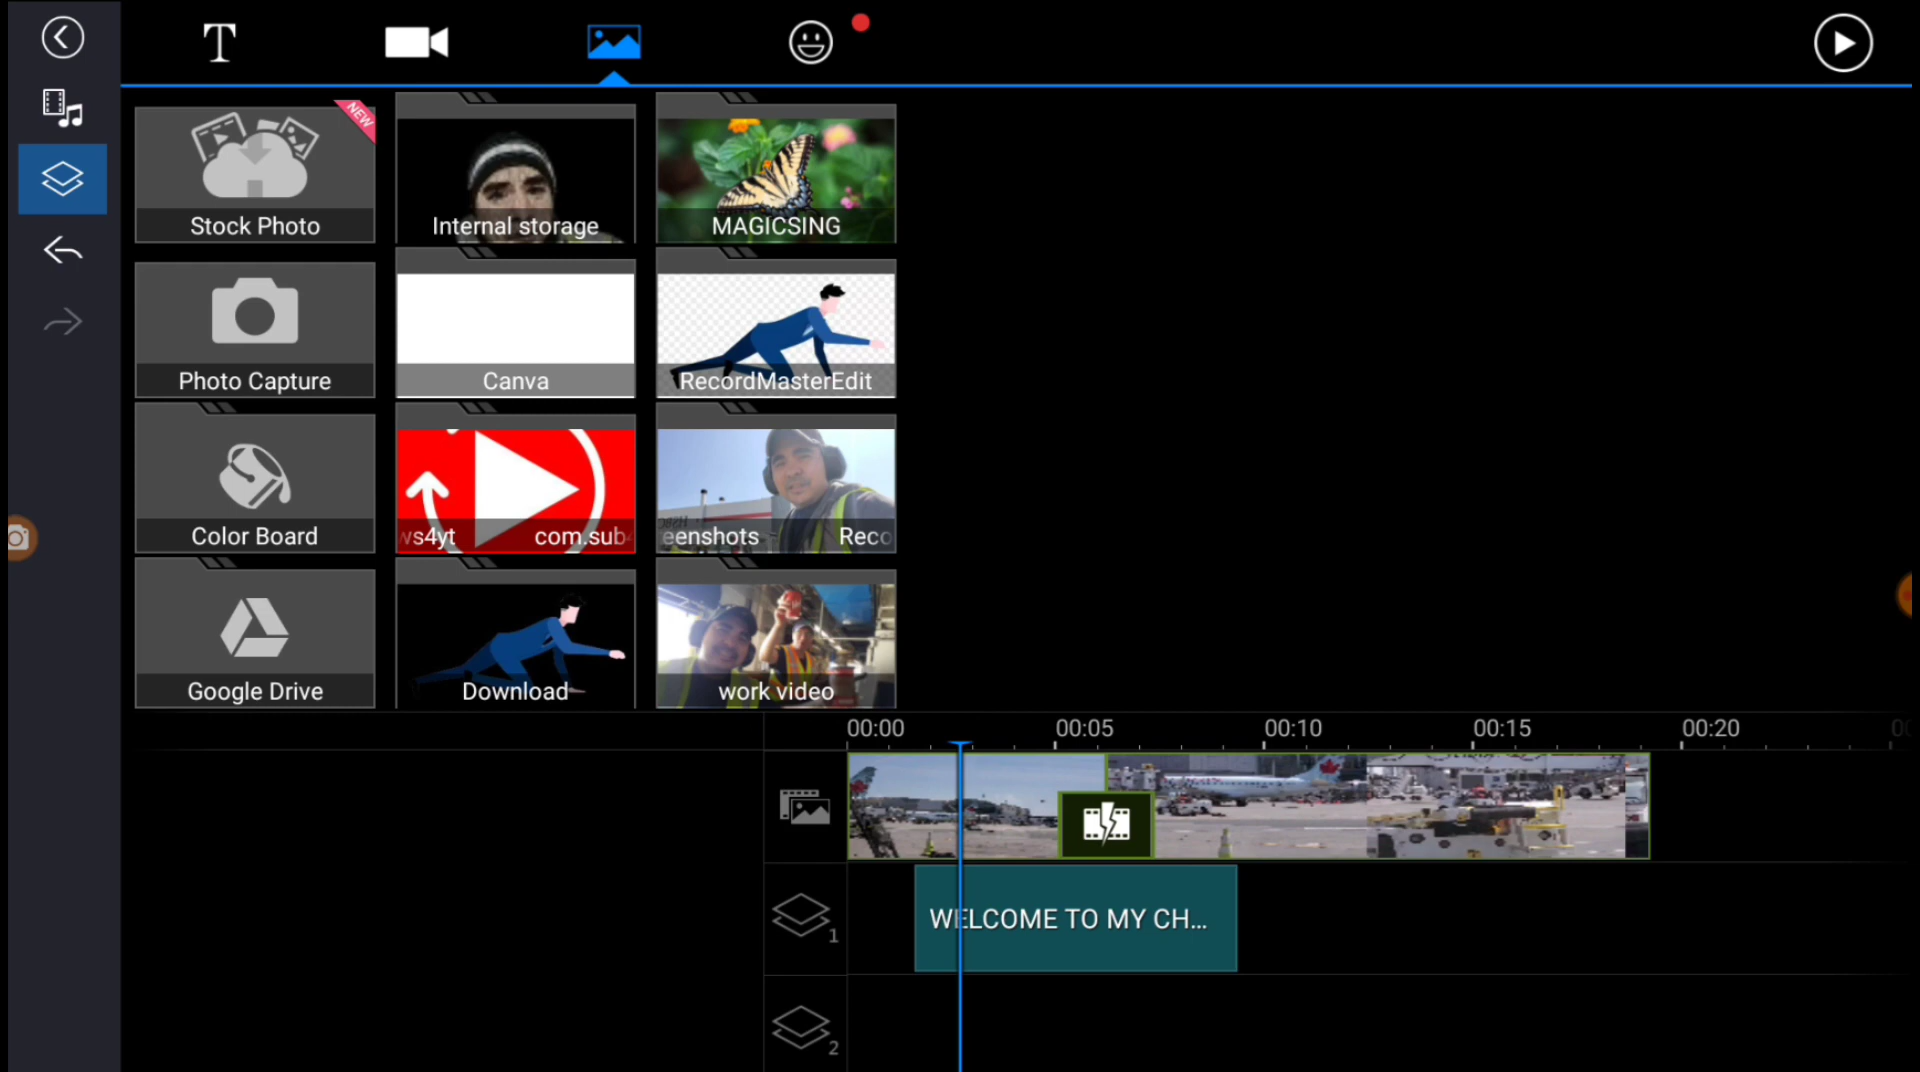 T
NEW
Stock Photo
Internal storage
MAGICSING
Photo Capture
Canva
RecordMasterEdit
Color Board
ws4yt com.sub
eenshots Reco
Google Drive
Download
work video
00:00
00:05
00:10
00:15
00:20
WELCOME TO MY CH...
1
2